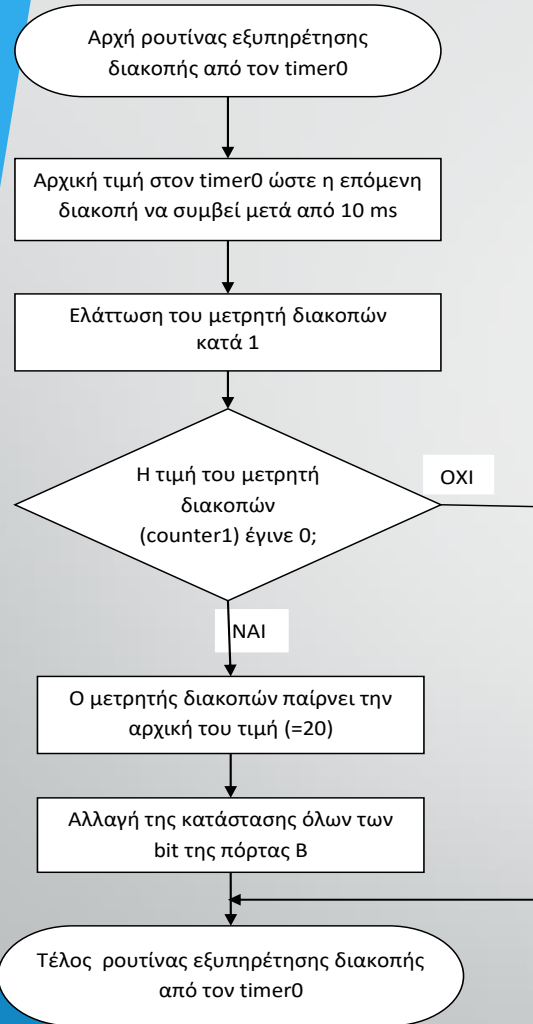 Αρχή ρουτίνας εξυπηρέτησης
διακοπής από τον timer0
Αρχική τιμή στον timer0 ώστε η επόμενη
διακοπή να συμβεί μετά από 10 ms
Ελάττωση του μετρητή διακοπών
κατά 1
Η τιμή του μετρητή
διακοπών
(counter1) έγινε 0;
ΟΧΙ
ΝΑΙ
Ο μετρητής διακοπών παίρνει την
αρχική του τιμή (=20)
Αλλαγή της κατάστασης όλων των
bit της πόρτας Β
Τέλος ρουτίνας εξυπηρέτησης διακοπής
από τον timer0